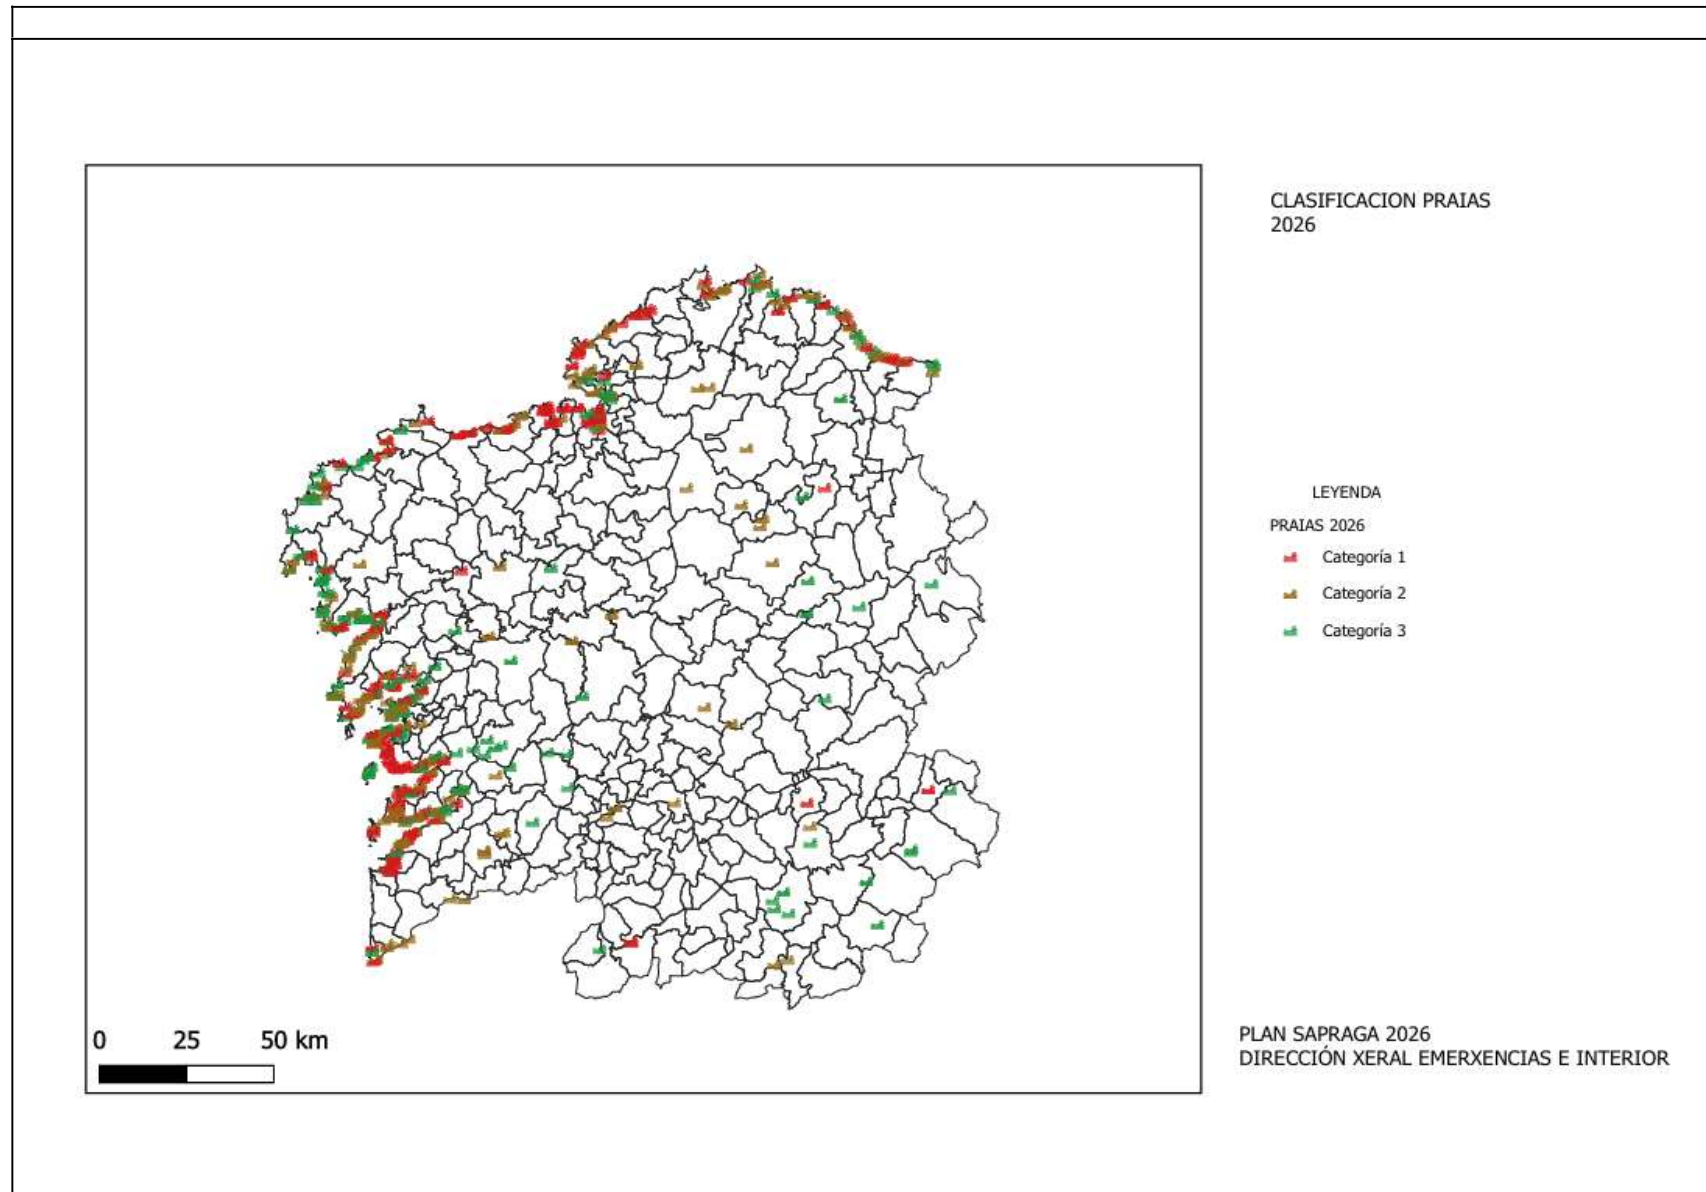 CLASIFICACION PRAIAS
2026
LEYENDA
PRAIAS 2026
Categoría 1
Categoría 2
Categoría 3
0 25 50 km
PLAN SAPRAGA 2026
DIRECCIÓN XERAL EMERXENCIAS E INTERIOR